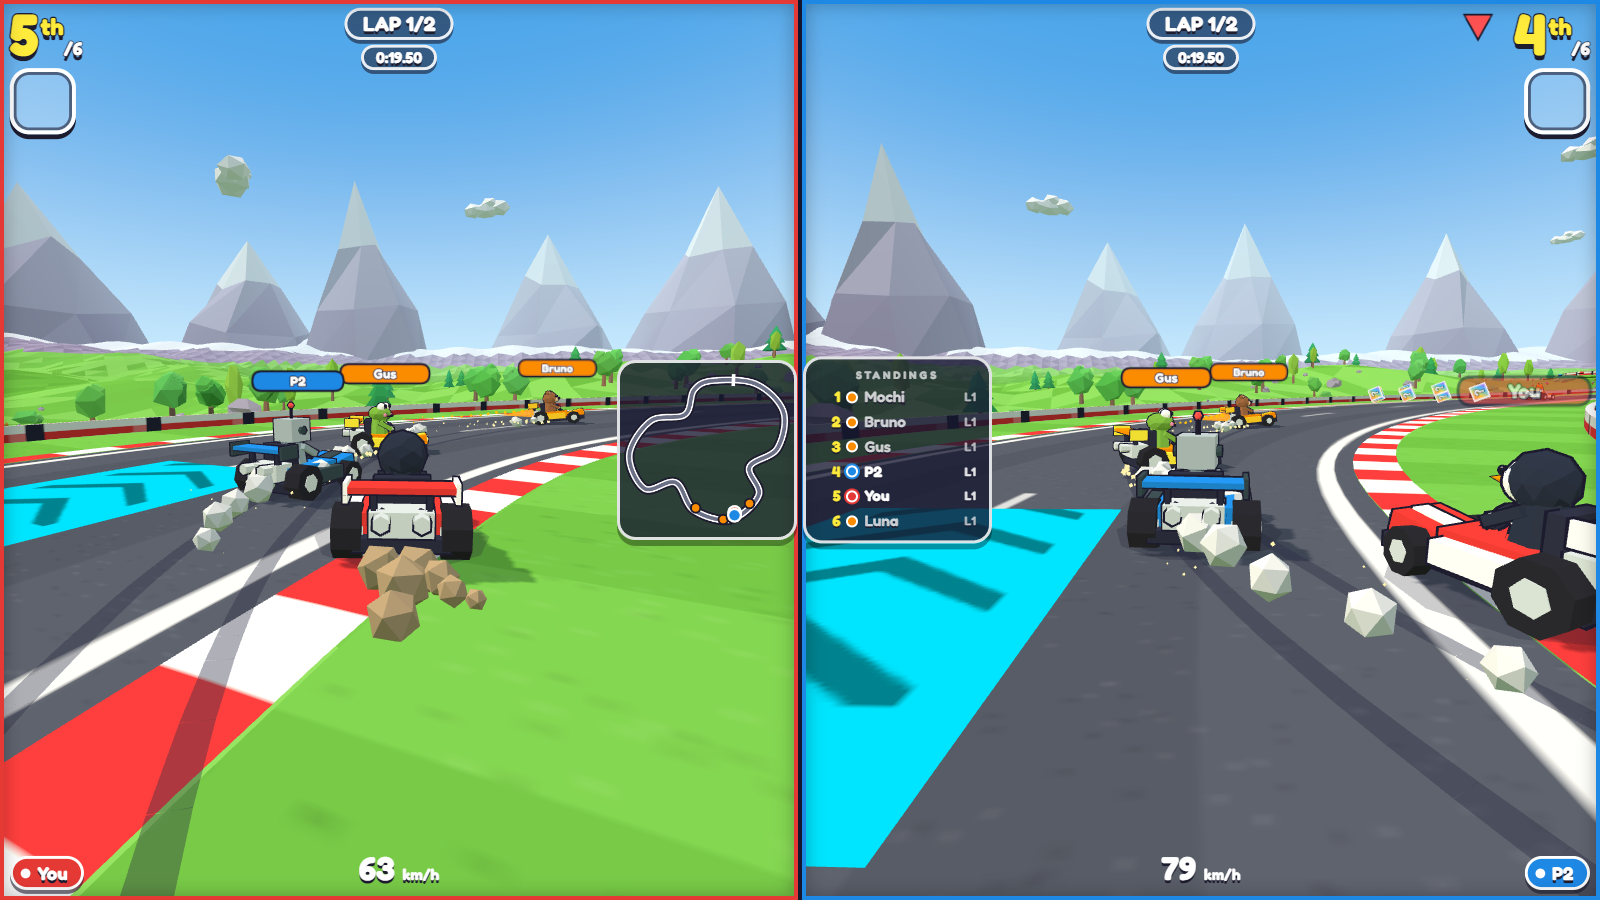 5th /6
LAP 1/2
0:19.50
P2
Gus
Bruno
You
63 km/h
LAP 1/2
0:19.50
4th /6
Gus
Bruno
You
STANDINGS
1 Mochi L1
2 Bruno L1
3 Gus L1
4 P2 L1
5 You L1
6 Luna L1
79 km/h
P2